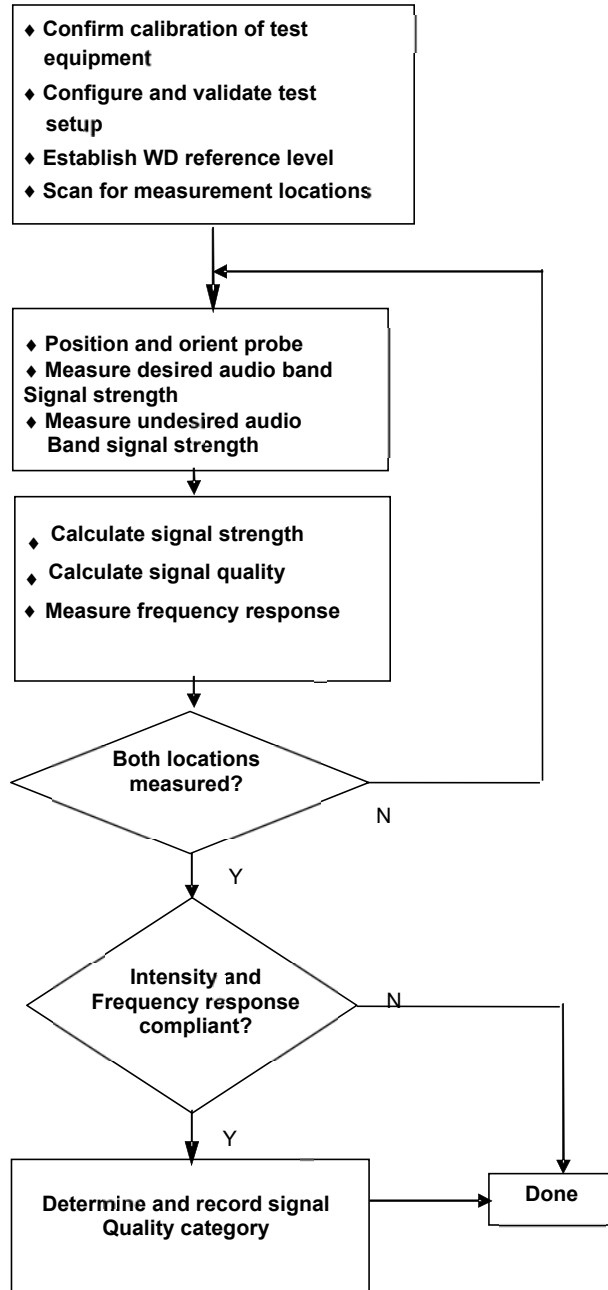 ♦ Confirm calibration of test
equipment
♦ Configure and validate test
setup
♦ Establish WD reference level
♦ Scan for measurement locations
♦ Position and orient probe
♦ Measure desired audio band
Signal strength
♦ Measure undesired audio
Band signal strength
♦ Calculate signal strength
♦ Calculate signal quality
♦ Measure frequency response
Both locations
measured?
N
Y
Intensity and
Frequency response
compliant?
N
Y
Determine and record signal
Quality category
Done